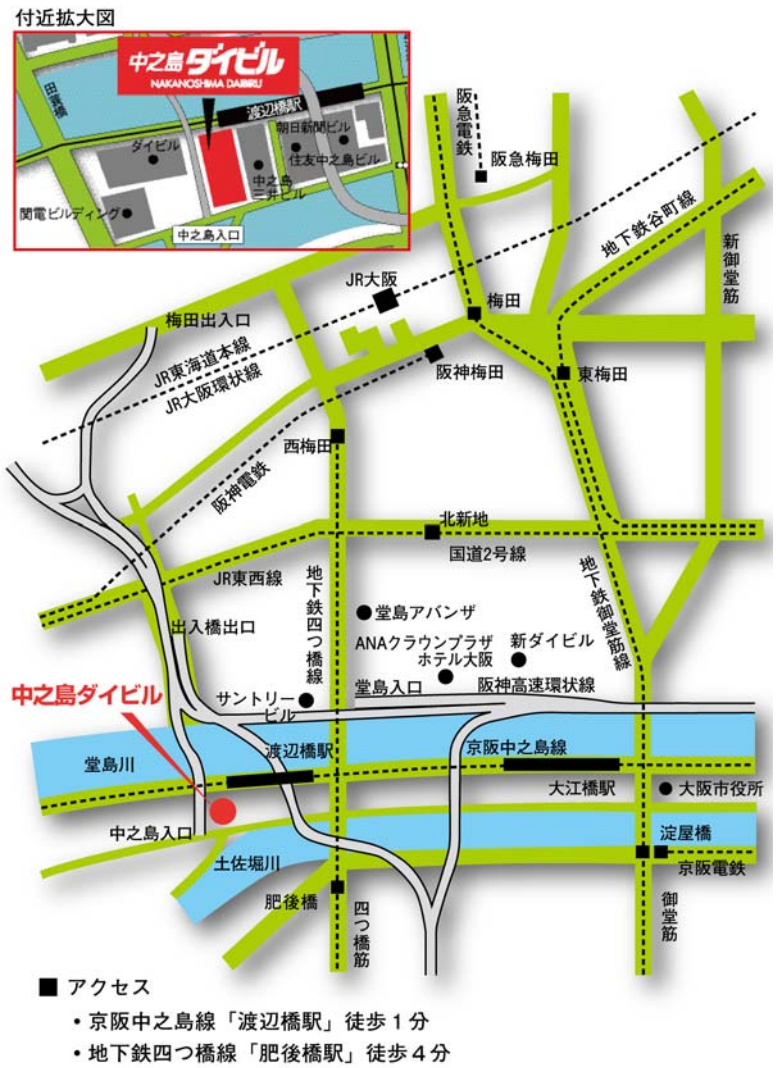 付近拡大図
中之島 ダイビル
NAKANOSHIMA DAIBIRU
田蓑橋
渡辺橋駅
朝日新聞ビル
ダイビル
住友中之島ビル
中之島
三井ビル
関電ビルディング
中之島入口
阪急電鉄
阪急梅田
地下鉄谷町線
新御堂筋
JR大阪
梅田
梅田出入口
JR東海道本線
JR大阪環状線
阪神梅田
東梅田
西梅田
阪神電鉄
北新地
国道2号線
JR東西線
地下鉄四つ橋線
地下鉄御堂筋線
堂島アバンザ
出入橋出口
ANAクラウンプラザ
ホテル大阪
新ダイビル
中之島ダイビル
サントリー
ビル
堂島入口
阪神高速環状線
堂島川
渡辺橋駅
京阪中之島線
大江橋駅
大阪市役所
中之島入口
淀屋橋
土佐堀川
京阪電鉄
肥後橋
四つ橋筋
御堂筋
■ アクセス
・京阪中之島線「渡辺橋駅」徒歩1分
・地下鉄四つ橋線「肥後橋駅」徒歩4分